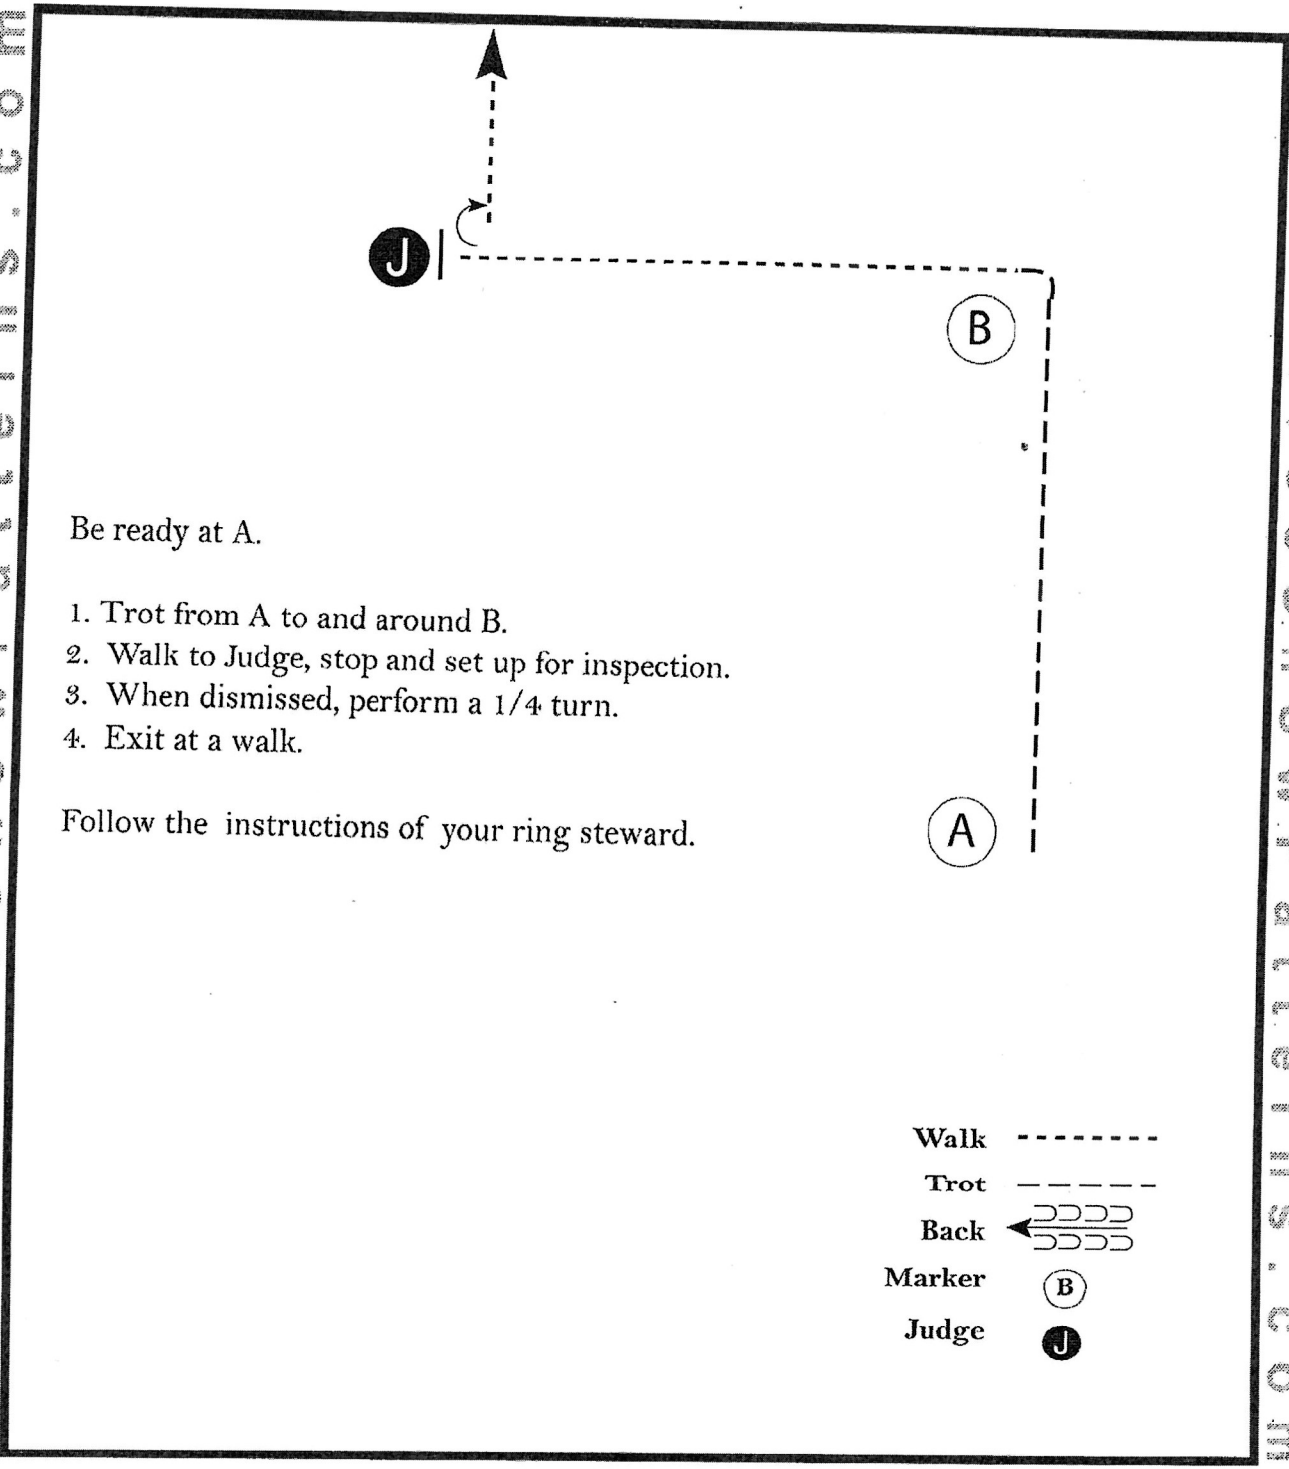 J
B
Be ready at A.
1. Trot from A to and around B.
2. Walk to Judge, stop and set up for inspection.
3. When dismissed, perform a 1/4 turn.
4. Exit at a walk.
Follow the instructions of your ring steward.
A
Walk
Trot
Back
Marker B
Judge J